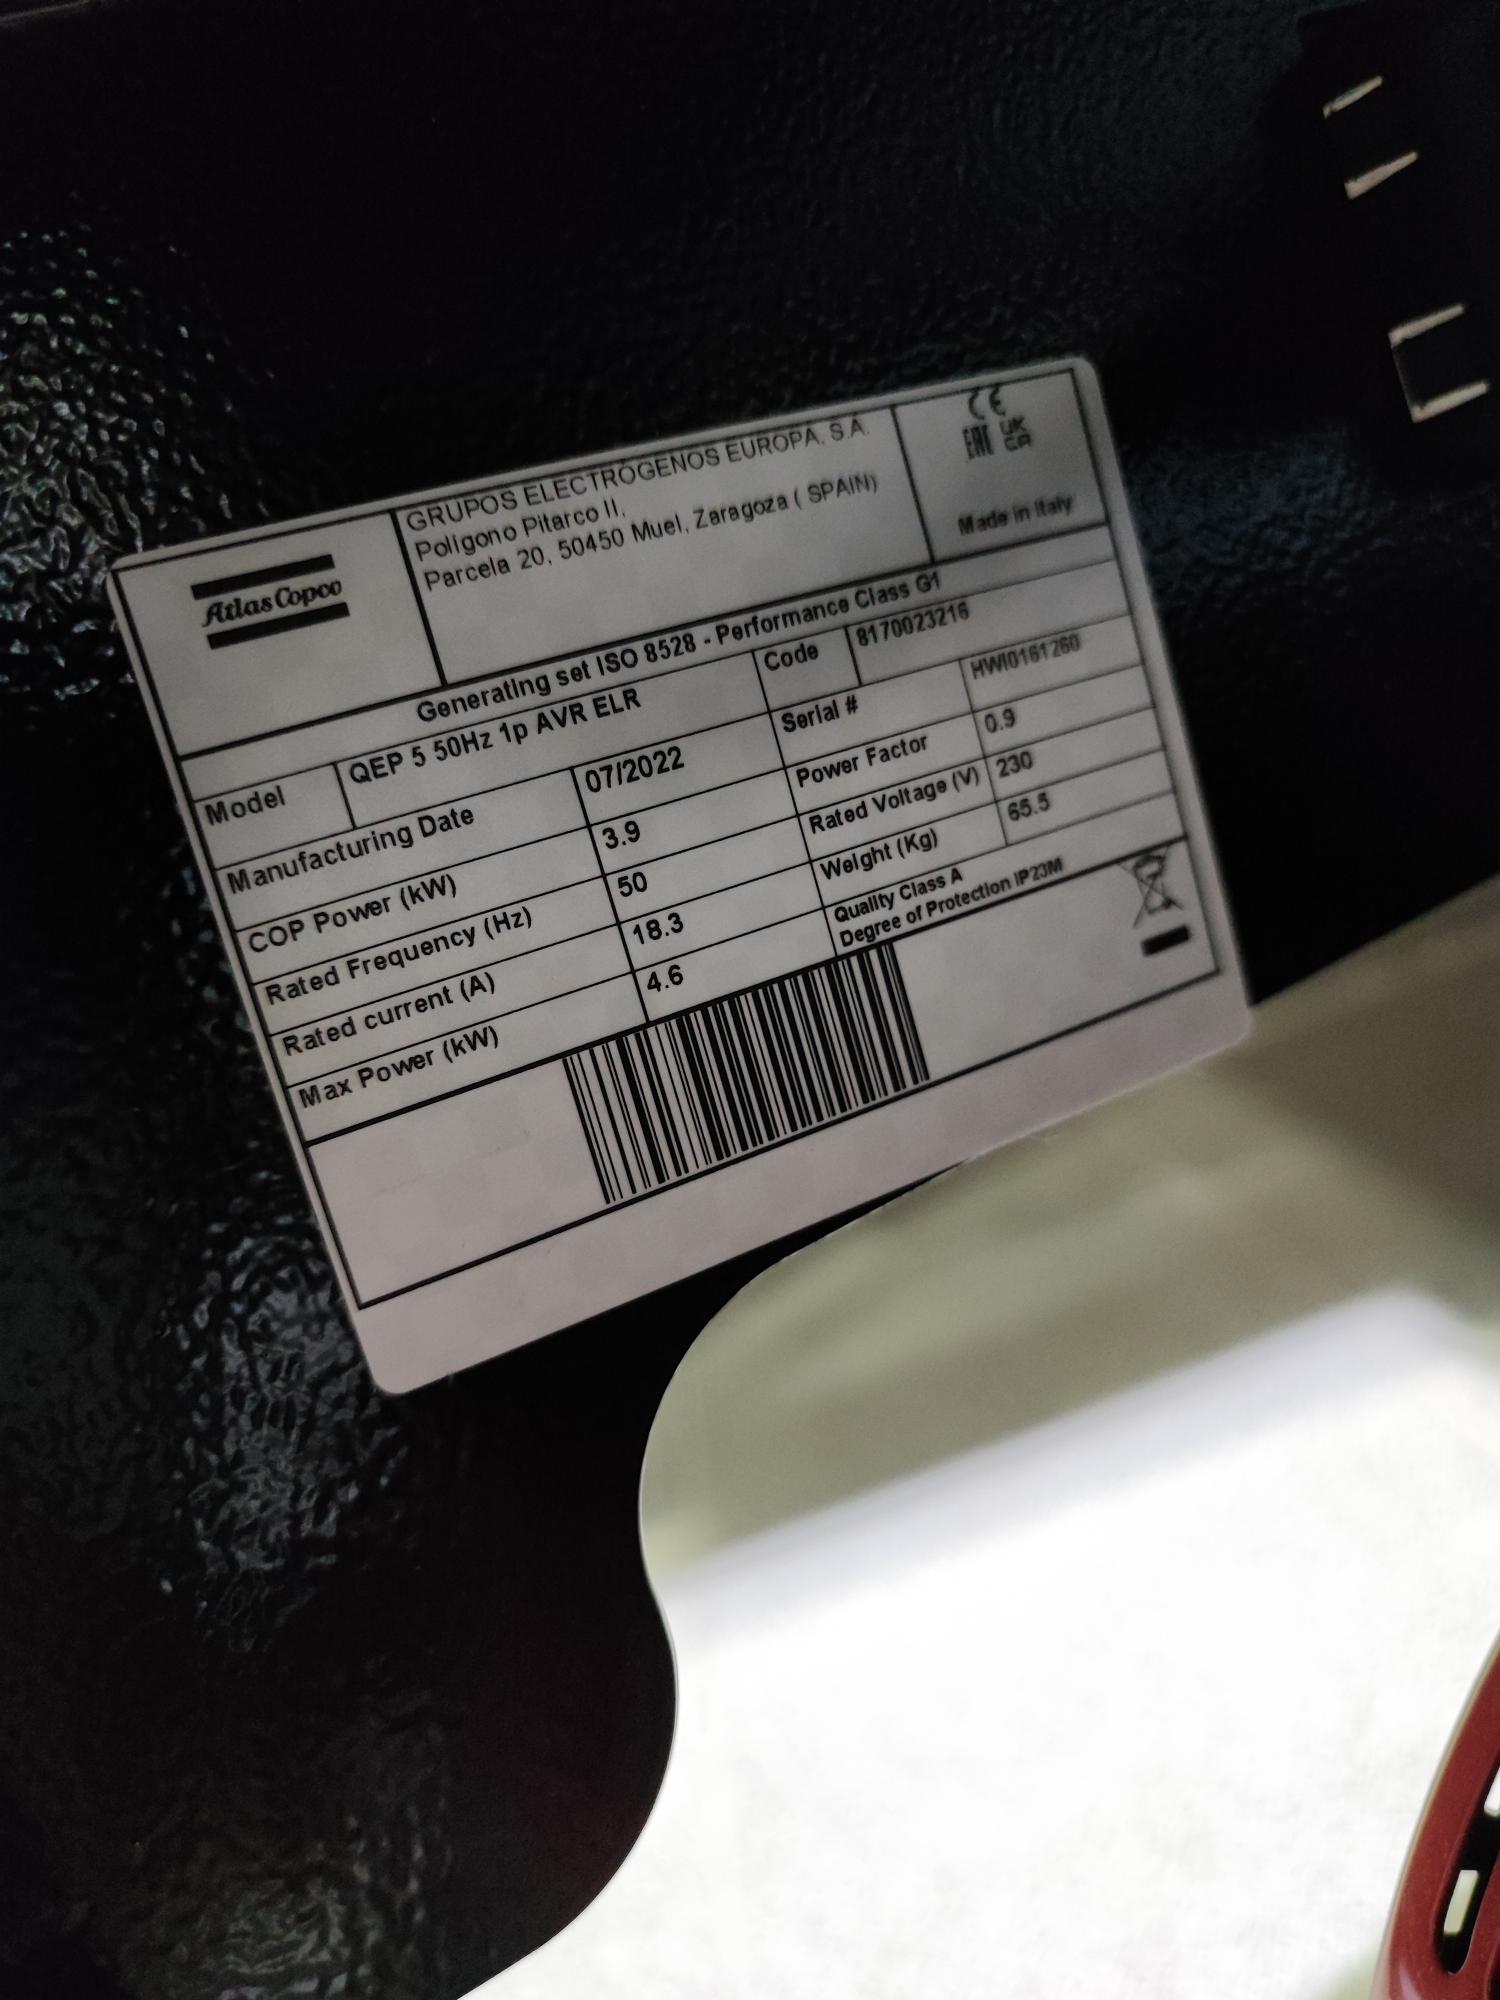 Atlas Copco
GRUPOS ELECTRÓGENOS EUROPA, S.A.
Polígono Pitarco II,
Parcela 20, 50450 Muel, Zaragoza ( SPAIN)
CE
EAC UK CA
Made in Italy
Generating set ISO 8528 - Performance Class G1
Model QEP 5 50Hz 1p AVR ELR Code 8170023216
Manufacturing Date 07/2022 Serial # HWI0161260
COP Power (kW) 3.9 Power Factor 0.9
Rated Frequency (Hz) 50 Rated Voltage (V) 230
Rated current (A) 18.3 Weight (Kg) 65.5
Max Power (kW) 4.6 Quality Class A
Degree of Protection IP23M